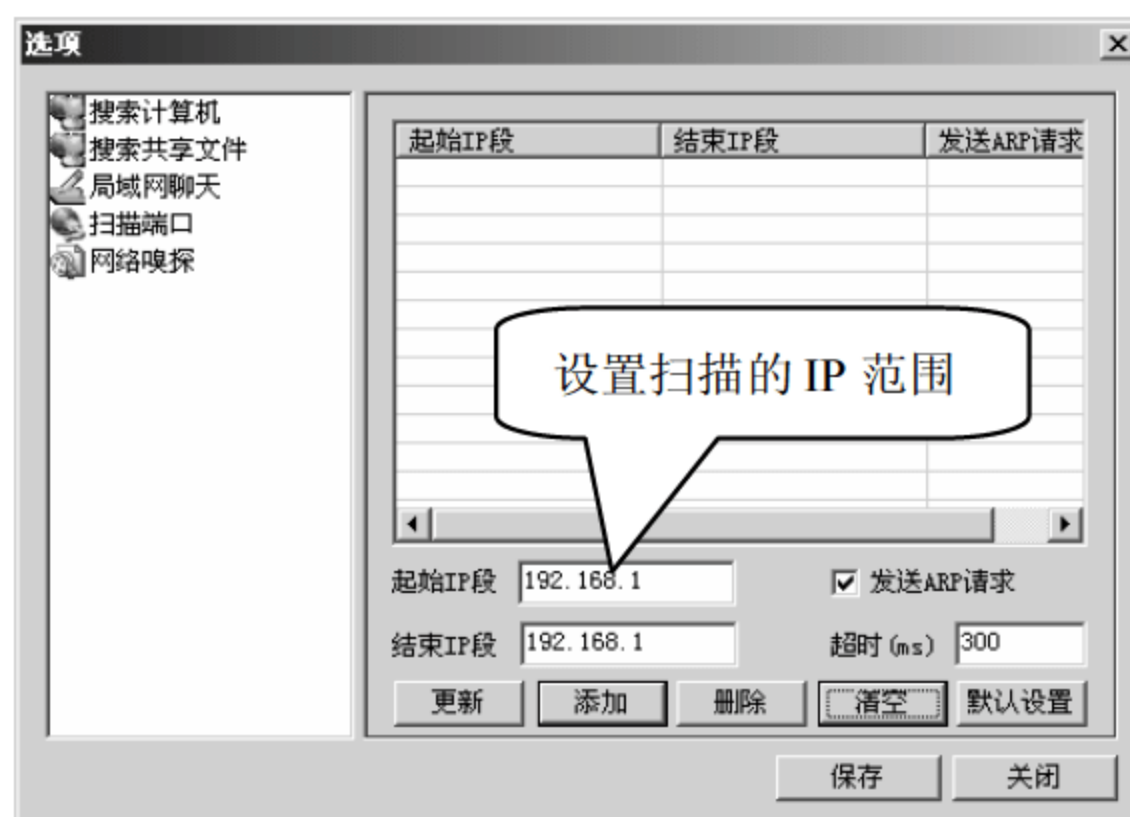 选项
搜索计算机
搜索共享文件
局域网聊天
扫描端口
网络嗅探
起始IP段 结束IP段 发送ARP请求
设置扫描的 IP 范围
起始IP段 192.168.1 发送ARP请求
结束IP段 192.168.1 超时(ms) 300
更新 添加 删除 清空 默认设置
保存 关闭